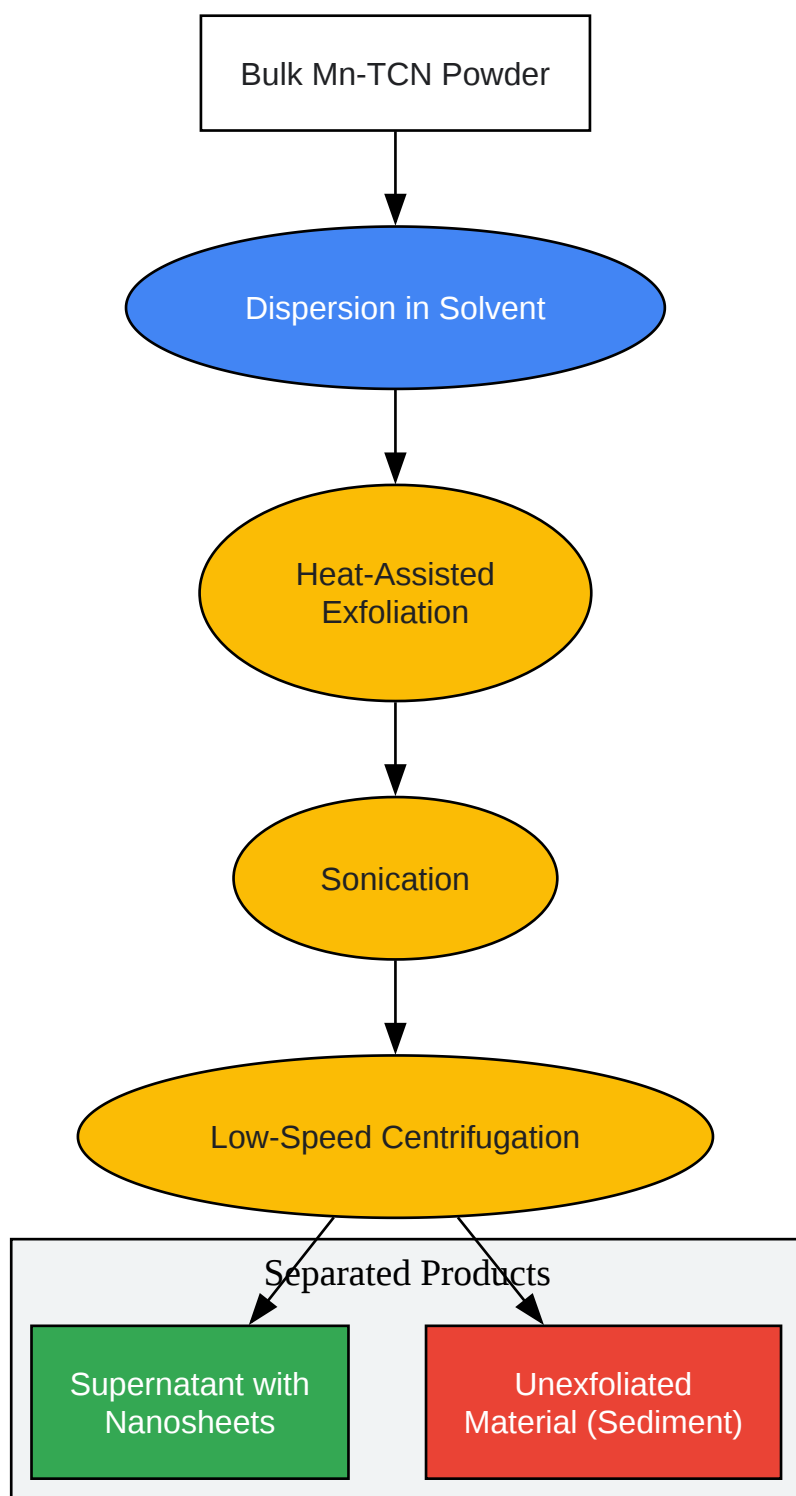 Bulk Mn-TCN Powder
Dispersion in Solvent
Heat-Assisted
Exfoliation
Sonication
Low-Speed Centrifugation
Separated Products
Supernatant with
Nanosheets
Unexfoliated
Material (Sediment)